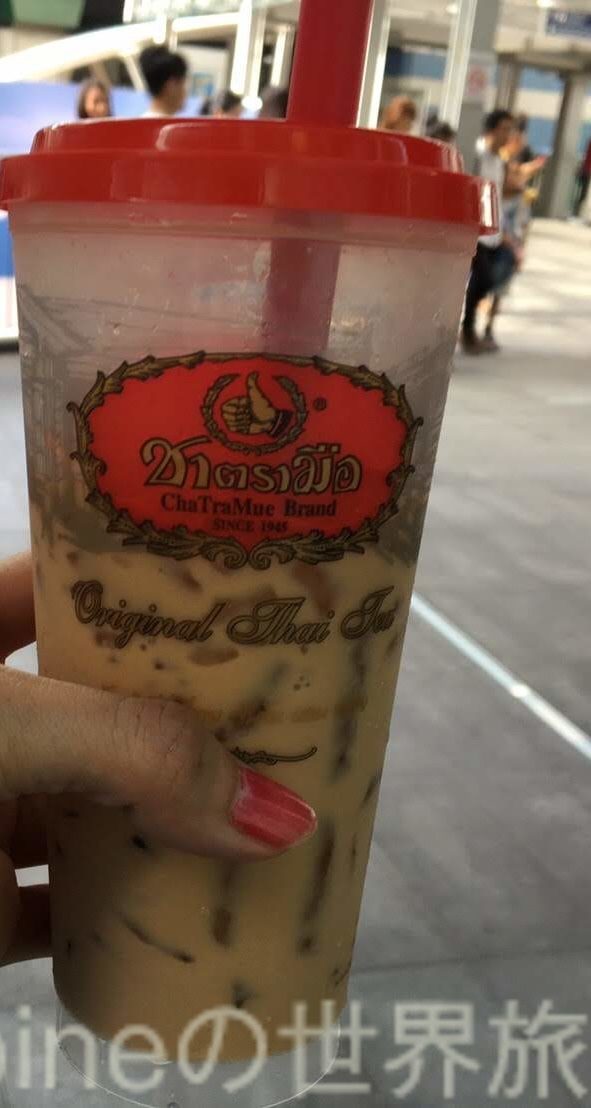 ®
ชาตรามือ
ChaTraMue Brand
SINCE 1945
Original Thai Tea
ineの世界旅